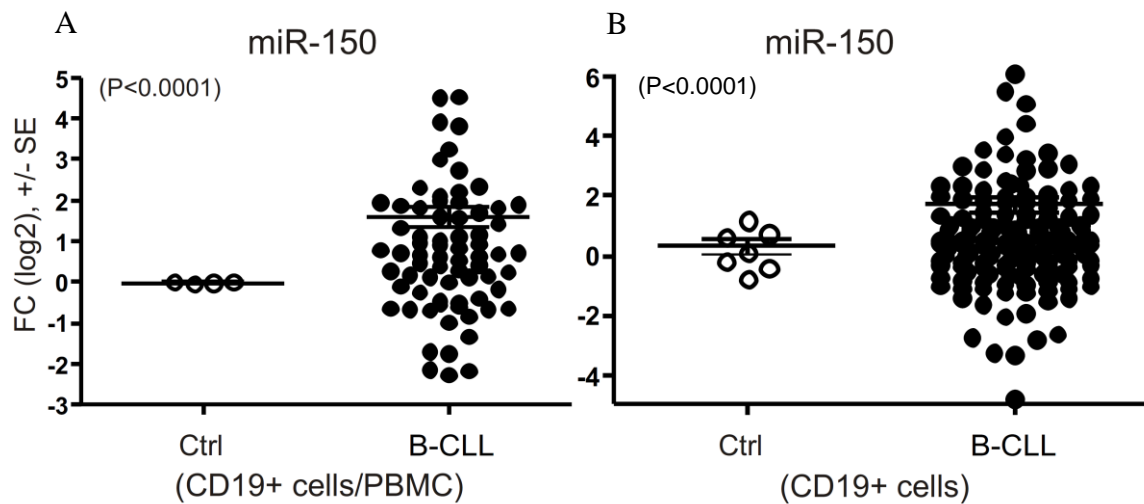 A
miR-150
(P<0.0001)
FC (log2), +/- SE
5
4
3
2
1
0
-1
-2
-3
Ctrl
B-CLL
(CD19+ cells/PBMC)
B
miR-150
(P<0.0001)
6
4
2
0
-2
-4
Ctrl
B-CLL
(CD19+ cells)